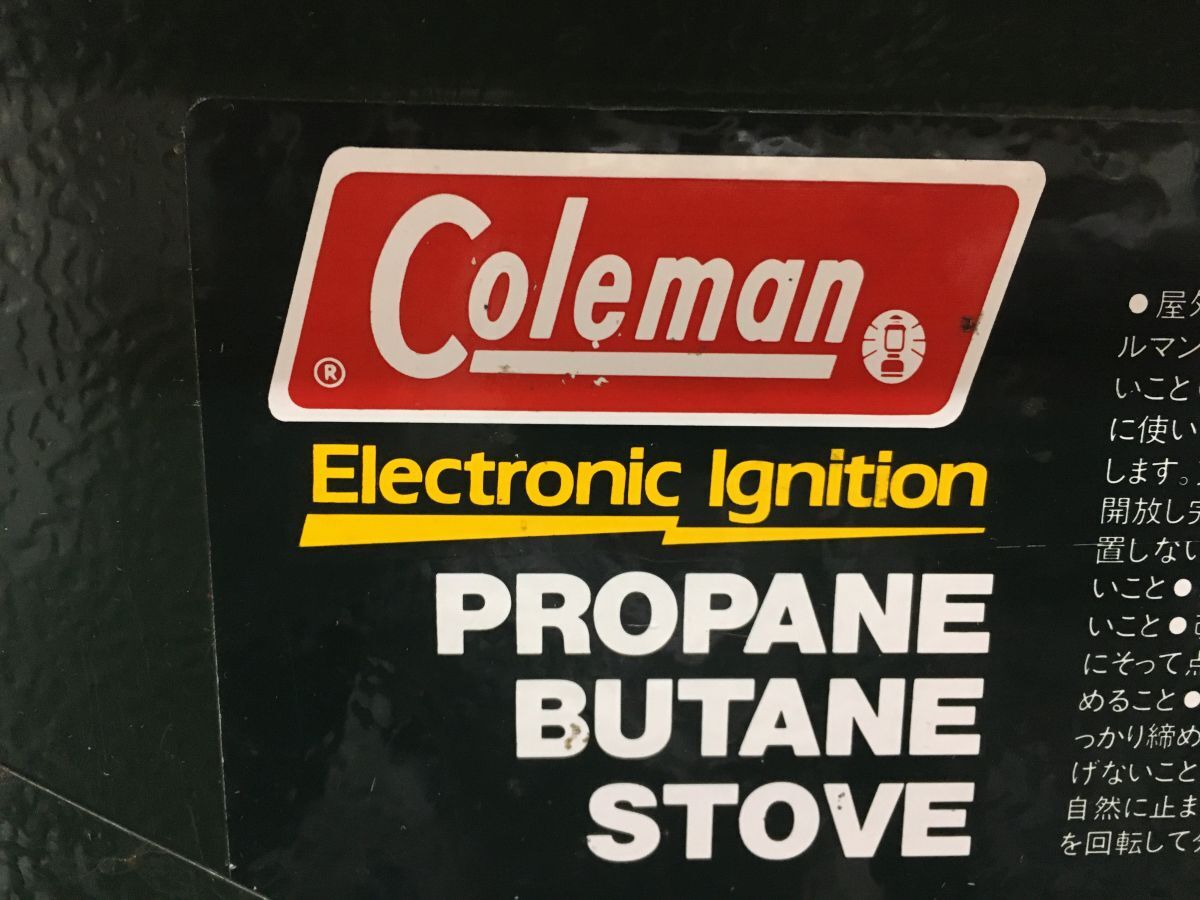 Coleman
®
Electronic Ignition
PROPANE
BUTANE
STOVE
●屋外
ルマン
いこと
に使い
します。
開放し
置しない
いこと●
いこと●
にそって点
めること●
っかり締め
げないこと
自然に止ま
を回転して